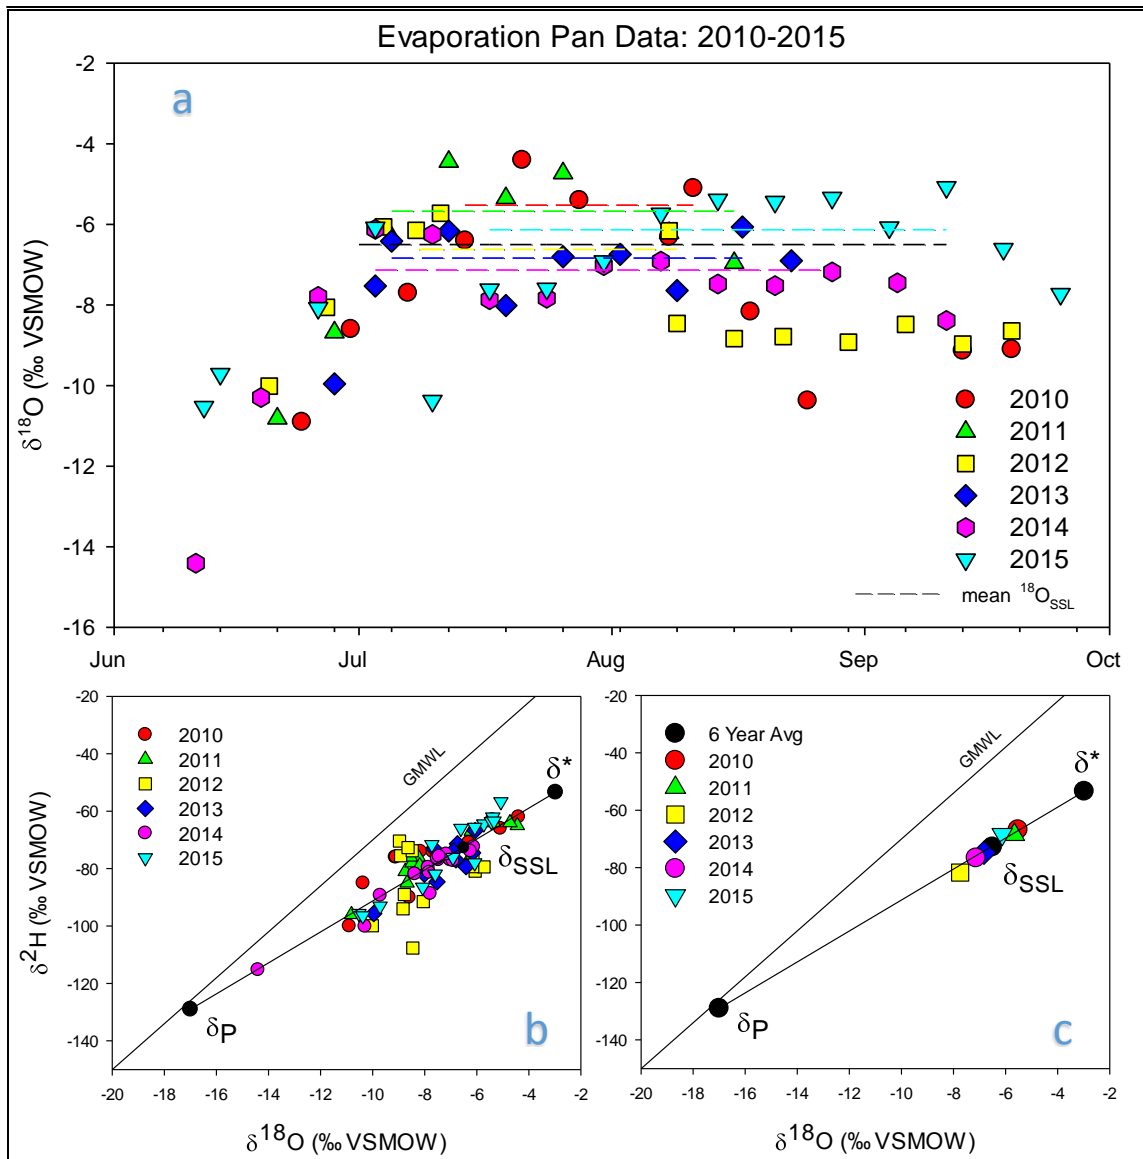 Evaporation Pan Data: 2010-2015
a
δ18O (‰ VSMOW)
-2
-4
-6
-8
-10
-12
-14
-16
Jun Jul Aug Sep Oct
2010
2011
2012
2013
2014
2015
mean 18OSSL
b
δ2H (‰ VSMOW)
-20
-40
-60
-80
-100
-120
-140
2010
2011
2012
2013
2014
2015
GMWL
δ*
δSSL
δP
-20 -18 -16 -14 -12 -10 -8 -6 -4 -2
δ18O (‰ VSMOW)
c
-20
-40
-60
-80
-100
-120
-140
6 Year Avg
2010
2011
2012
2013
2014
2015
GMWL
δ*
δSSL
δP
-20 -18 -16 -14 -12 -10 -8 -6 -4 -2
δ18O (‰ VSMOW)